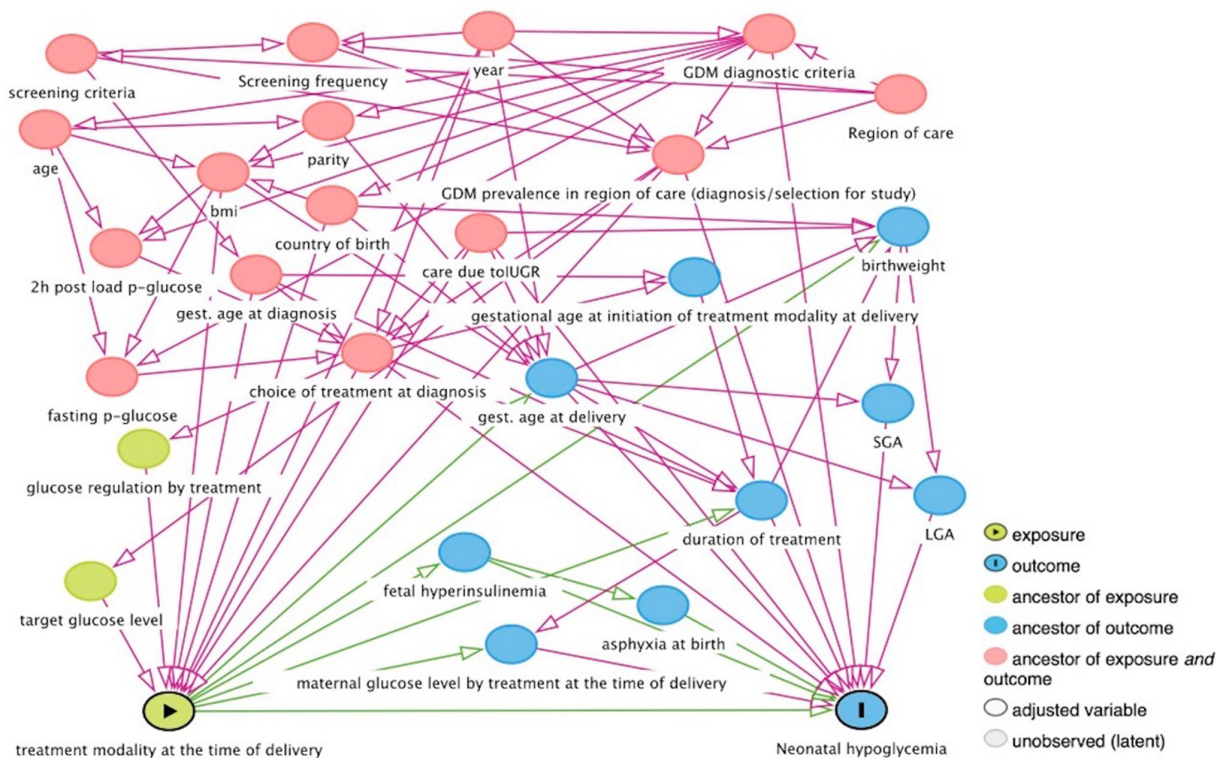 year
GDM diagnostic criteria
Screening frequency
screening criteria
Region of care
age
parity
GDM prevalence in region of care (diagnosis/selection for study)
bmi
country of birth
birthweight
care due toIUGR
2h post load p-glucose
gest. age at diagnosis
gestational age at initiation of treatment modality at delivery
choice of treatment at diagnosis
fasting p-glucose
gest. age at delivery
SGA
glucose regulation by treatment
LGA
duration of treatment
fetal hyperinsulinemia
target glucose level
asphyxia at birth
maternal glucose level by treatment at the time of delivery
treatment modality at the time of delivery
Neonatal hypoglycemia
exposure
outcome
ancestor of exposure
ancestor of outcome
ancestor of exposure and
outcome
adjusted variable
unobserved (latent)